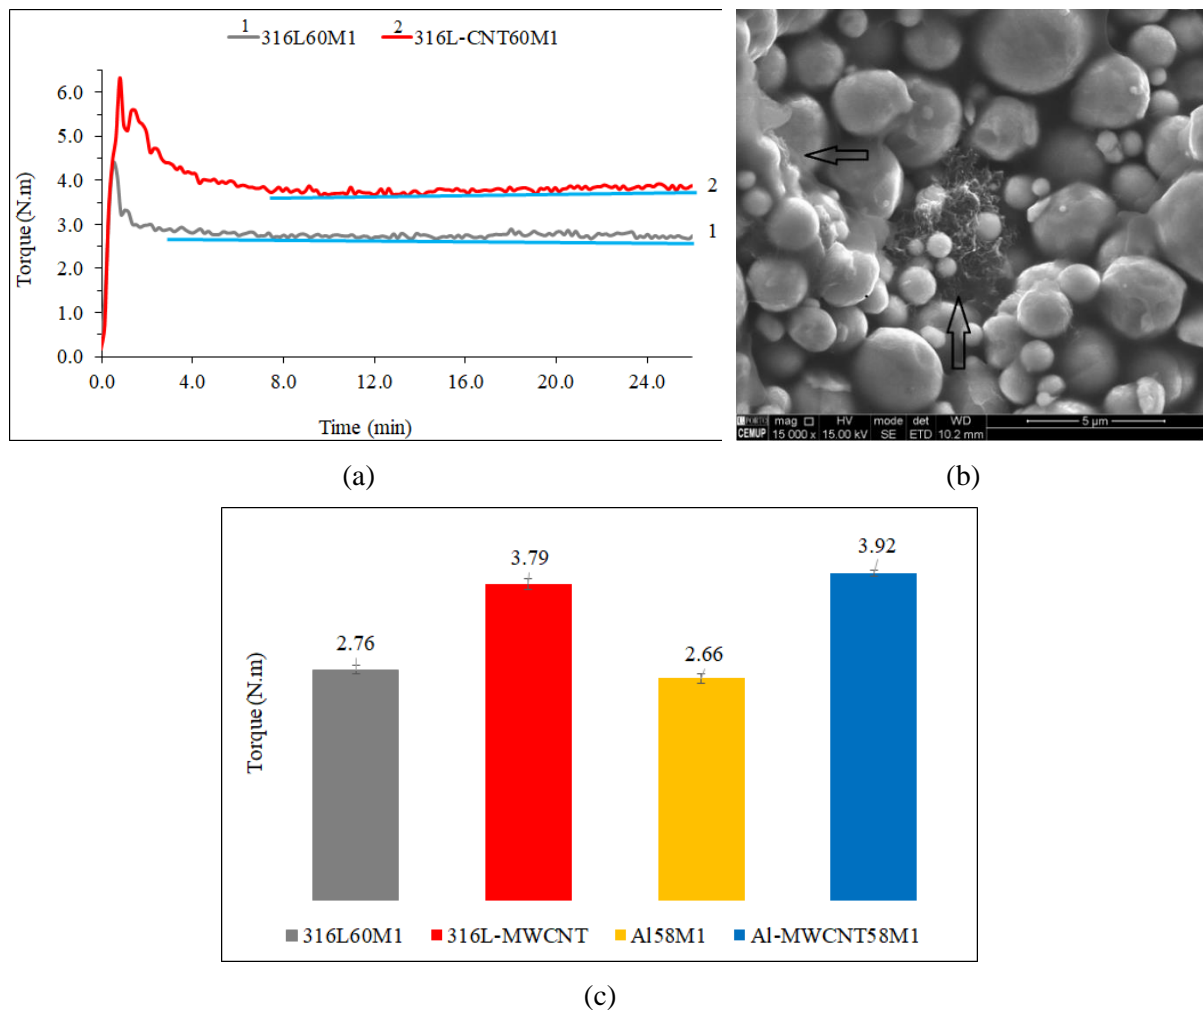 1 316L60M1 2 316L-CNT60M1
6.0
5.0
4.0
3.0
2.0
1.0
0.0
Torque (N.m)
2
1
0.0 4.0 8.0 12.0 16.0 20.0 24.0
Time (min)
(a)
mag HV mode det WD
15 000 x 15.00 kV SE ETD 10.2 mm
5 µm
CEMUP
(b)
Torque (N.m)
2.76
3.79
2.66
3.92
316L60M1 316L-MWCNT Al58M1 Al-MWCNT58M1
(c)